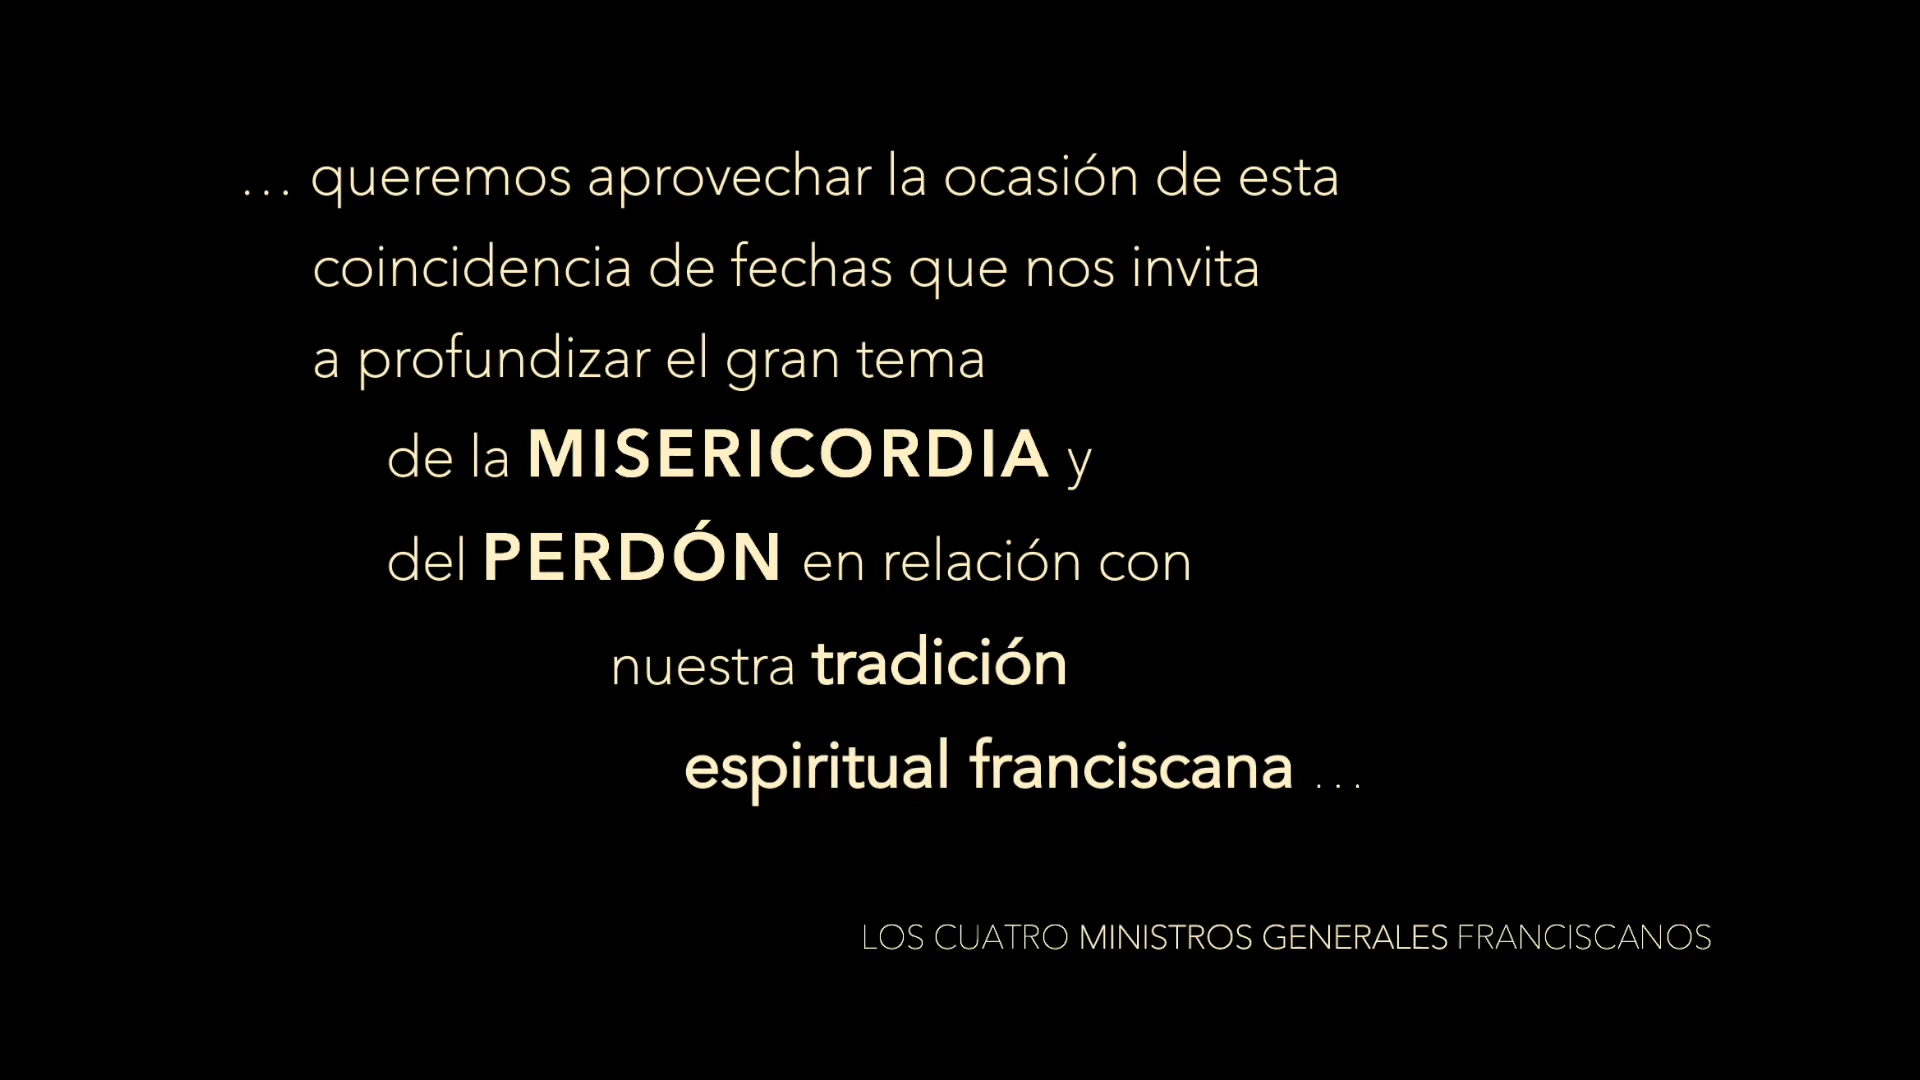 ... queremos aprovechar la ocasión de esta
coincidencia de fechas que nos invita
a profundizar el gran tema
de la MISERICORDIA y
del PERDÓN en relación con
nuestra tradición
espiritual franciscana ...
LOS CUATRO MINISTROS GENERALES FRANCISCANOS